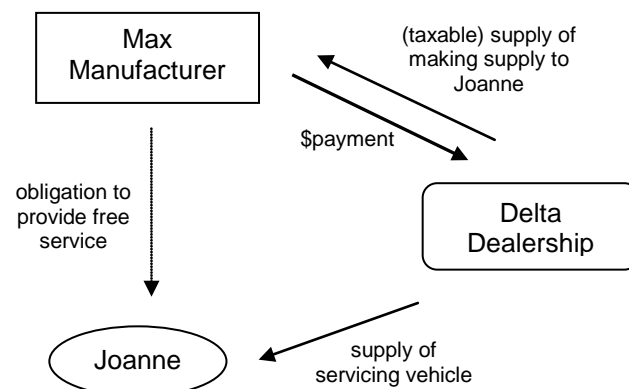 Max
Manufacturer
(taxable) supply of
making supply to
Joanne
$payment
obligation to
provide free
service
Delta
Dealership
Joanne
supply of
servicing vehicle